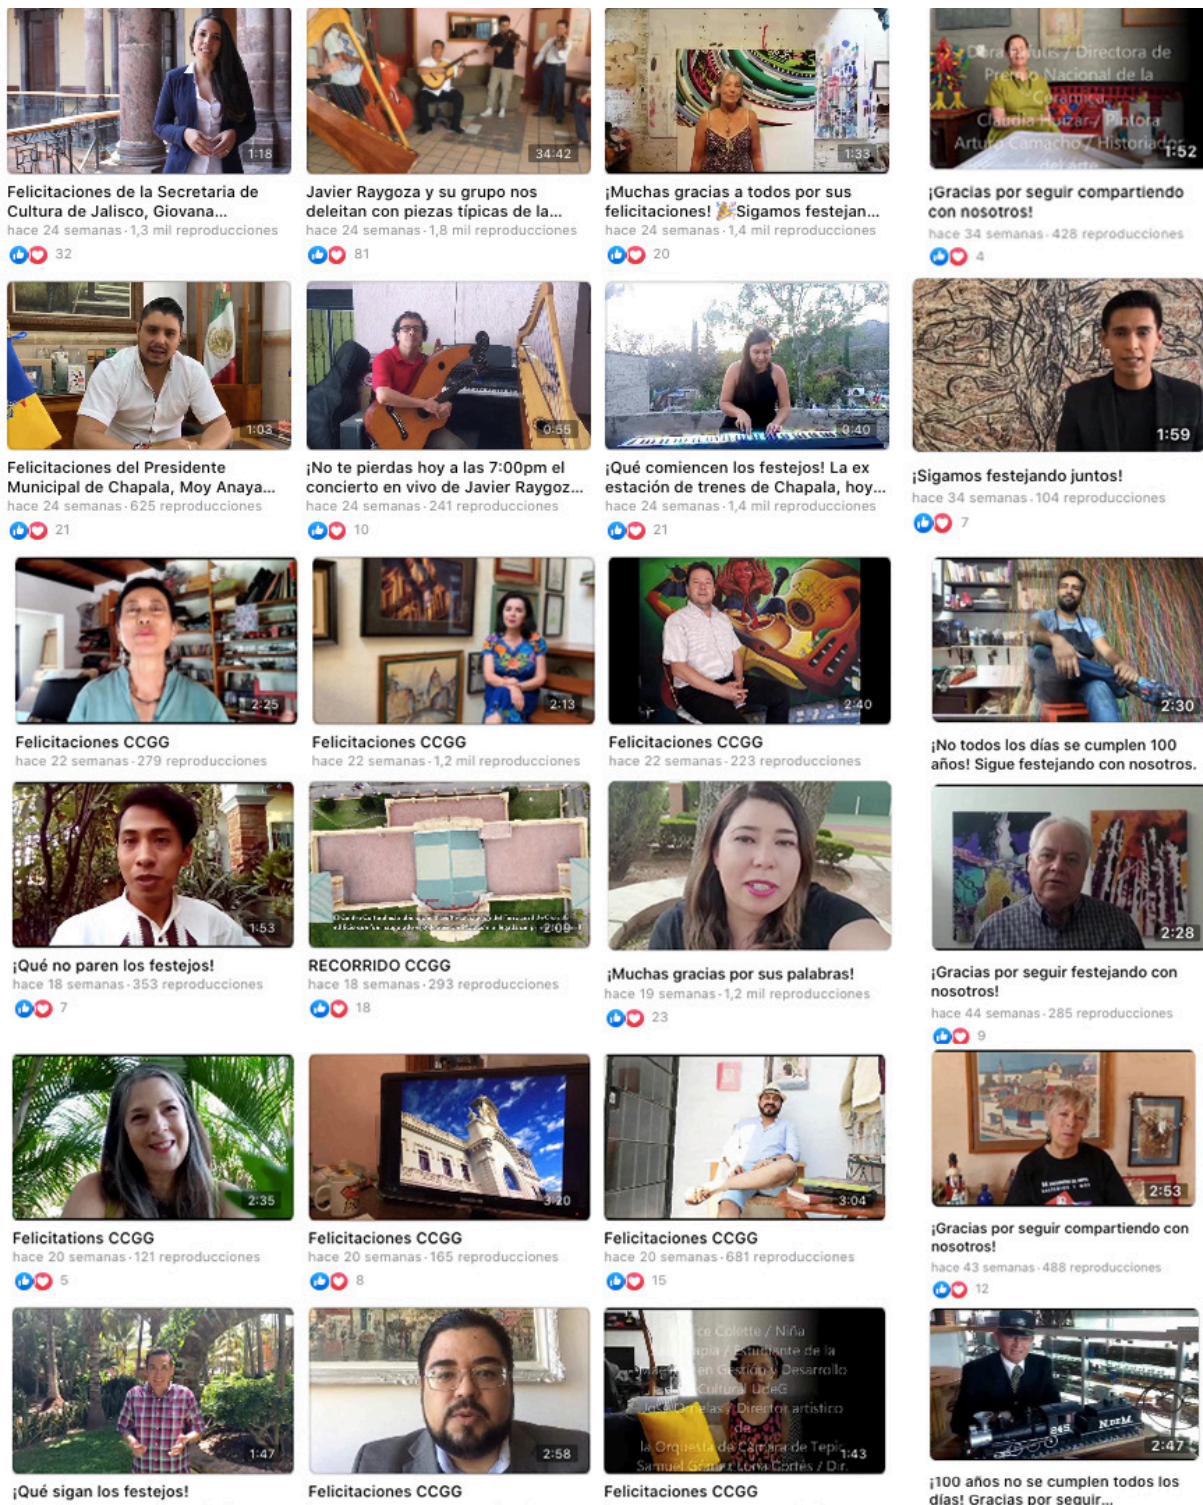 1:18
34:42
1:33
Directora de
Premio Nacional de la
Cerámica
Claudia Huizar / Pintora
Arturo Camacho / Historiador
del arte
1:52
Felicitaciones de la Secretaria de
Cultura de Jalisco, Giovana...
hace 24 semanas · 1,3 mil reproducciones
32
Javier Raygoza y su grupo nos
deleitan con piezas típicas de la...
hace 24 semanas · 1,8 mil reproducciones
81
¡Muchas gracias a todos por sus
felicitaciones! 🎉Sigamos festejan...
hace 24 semanas · 1,4 mil reproducciones
20
¡Gracias por seguir compartiendo
con nosotros!
hace 34 semanas · 428 reproducciones
4
1:03
0:55
0:40
1:59
Felicitaciones del Presidente
Municipal de Chapala, Moy Anaya...
hace 24 semanas · 625 reproducciones
21
¡No te pierdas hoy a las 7:00pm el
concierto en vivo de Javier Raygoz...
hace 24 semanas · 241 reproducciones
10
¡Qué comiencen los festejos! La ex
estación de trenes de Chapala, hoy...
hace 24 semanas · 1,4 mil reproducciones
21
¡Sigamos festejando juntos!
hace 34 semanas · 104 reproducciones
7
2:25
2:13
2:40
2:30
Felicitaciones CCGG
hace 22 semanas · 279 reproducciones
Felicitaciones CCGG
hace 22 semanas · 1,2 mil reproducciones
Felicitaciones CCGG
hace 22 semanas · 223 reproducciones
¡No todos los días se cumplen 100
años! Sigue festejando con nosotros.
1:53
2:09
2:28
¡Qué no paren los festejos!
hace 18 semanas · 353 reproducciones
7
RECORRIDO CCGG
hace 18 semanas · 293 reproducciones
18
¡Muchas gracias por sus palabras!
hace 19 semanas · 1,2 mil reproducciones
23
¡Gracias por seguir festejando con
nosotros!
hace 44 semanas · 285 reproducciones
9
2:35
3:20
3:04
2:53
Felicitations CCGG
hace 20 semanas · 121 reproducciones
5
Felicitaciones CCGG
hace 20 semanas · 165 reproducciones
8
Felicitaciones CCGG
hace 20 semanas · 681 reproducciones
15
¡Gracias por seguir compartiendo con
nosotros!
hace 43 semanas · 488 reproducciones
12
1:47
2:58
Colette / Niña
/ Estudiante de la
en Gestión y Desarrollo
Cultural UdeG
/ Director artístico
de
la Orquesta de Cámara de Tepic
Samuel Gómez Luna Cortés / Dir.
1:43
245
N.DE M.
2:47
¡Qué sigan los festejos!
Felicitaciones CCGG
Felicitaciones CCGG
¡100 años no se cumplen todos los
días! Gracias por seguir...